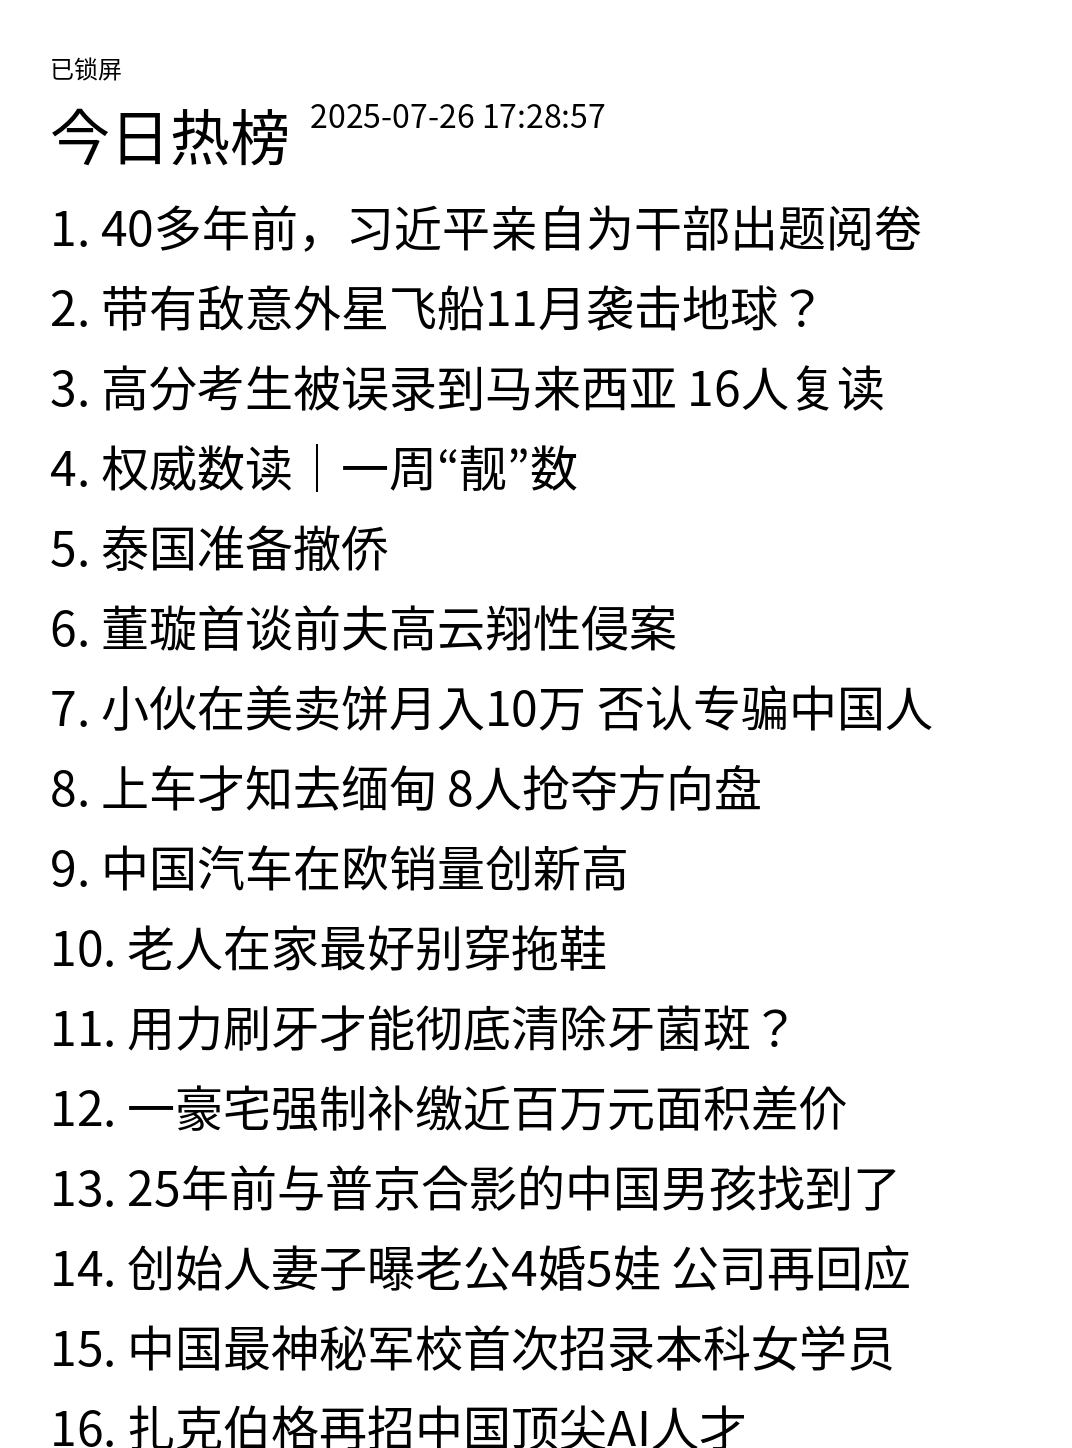 已锁屏
今日热榜 2025-07-26 17:28:57
1. 40多年前，习近平亲自为干部出题阅卷
2. 带有敌意外星飞船11月袭击地球？
3. 高分考生被误录到马来西亚 16人复读
4. 权威数读｜一周“靓”数
5. 泰国准备撤侨
6. 董璇首谈前夫高云翔性侵案
7. 小伙在美卖饼月入10万 否认专骗中国人
8. 上车才知去缅甸 8人抢夺方向盘
9. 中国汽车在欧销量创新高
10. 老人在家最好别穿拖鞋
11. 用力刷牙才能彻底清除牙菌斑？
12. 一豪宅强制补缴近百万元面积差价
13. 25年前与普京合影的中国男孩找到了
14. 创始人妻子曝老公4婚5娃 公司再回应
15. 中国最神秘军校首次招录本科女学员
16. 扎克伯格再招中国顶尖AI人才